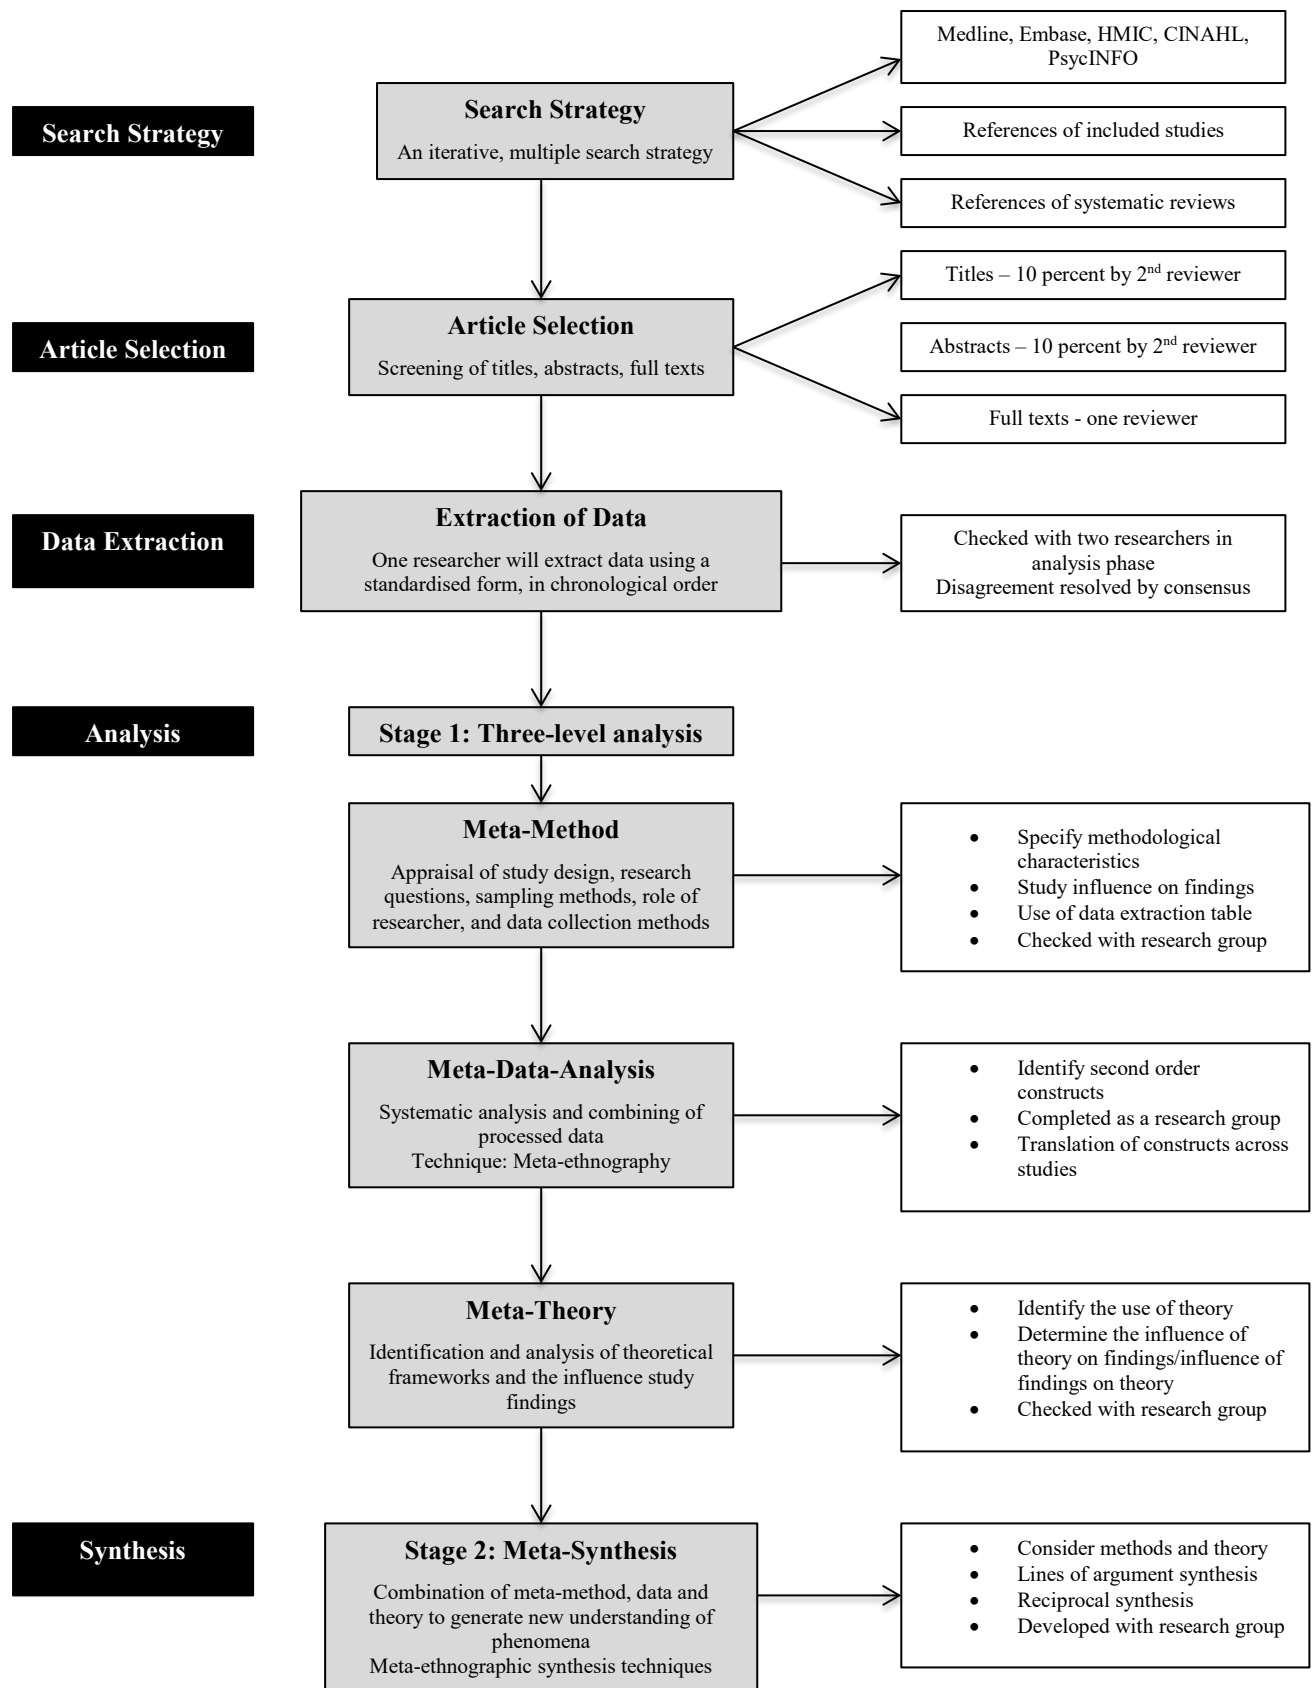 Medline, Embase, HMIC, CINAHL,
PsycINFO
Search Strategy
Search Strategy
An iterative, multiple search strategy
References of included studies
References of systematic reviews
Article Selection
Article Selection
Screening of titles, abstracts, full texts
Titles – 10 percent by 2nd reviewer
Abstracts – 10 percent by 2nd reviewer
Full texts - one reviewer
Data Extraction
Extraction of Data
One researcher will extract data using a
standardised form, in chronological order
Checked with two researchers in
analysis phase
Disagreement resolved by consensus
Analysis
Stage 1: Three-level analysis
Meta-Method
Appraisal of study design, research
questions, sampling methods, role of
researcher, and data collection methods
• Specify methodological
characteristics
• Study influence on findings
• Use of data extraction table
• Checked with research group
Meta-Data-Analysis
Systematic analysis and combining of
processed data
Technique: Meta-ethnography
• Identify second order
constructs
• Completed as a research group
• Translation of constructs across
studies
Meta-Theory
Identification and analysis of theoretical
frameworks and the influence study
findings
• Identify the use of theory
• Determine the influence of
theory on findings/influence of
findings on theory
• Checked with research group
Synthesis
Stage 2: Meta-Synthesis
Combination of meta-method, data and
theory to generate new understanding of
phenomena
Meta-ethnographic synthesis techniques
• Consider methods and theory
• Lines of argument synthesis
• Reciprocal synthesis
• Developed with research group